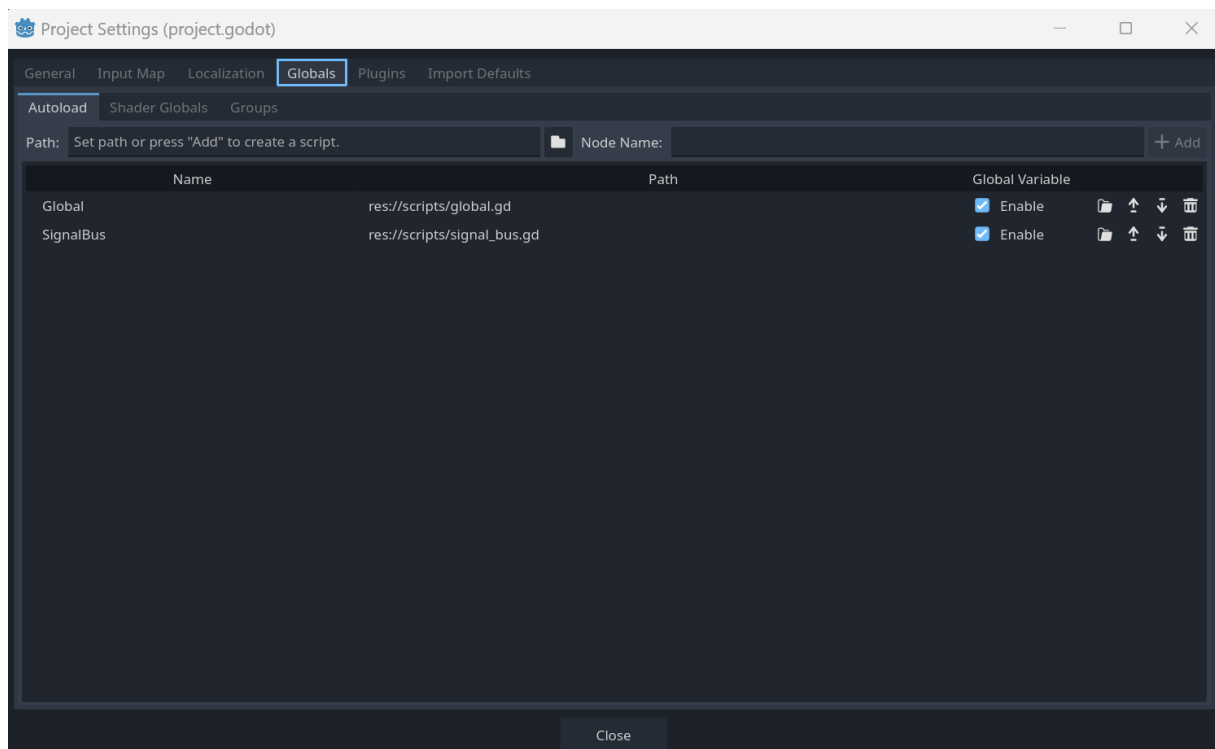 Project Settings (project.godot)
General Input Map Localization Globals Plugins Import Defaults
Autoload Shader Globals Groups
Path: Set path or press "Add" to create a script. Node Name: Add
Name Path Global Variable
Global res://scripts/global.gd Enable
SignalBus res://scripts/signal_bus.gd Enable
Close